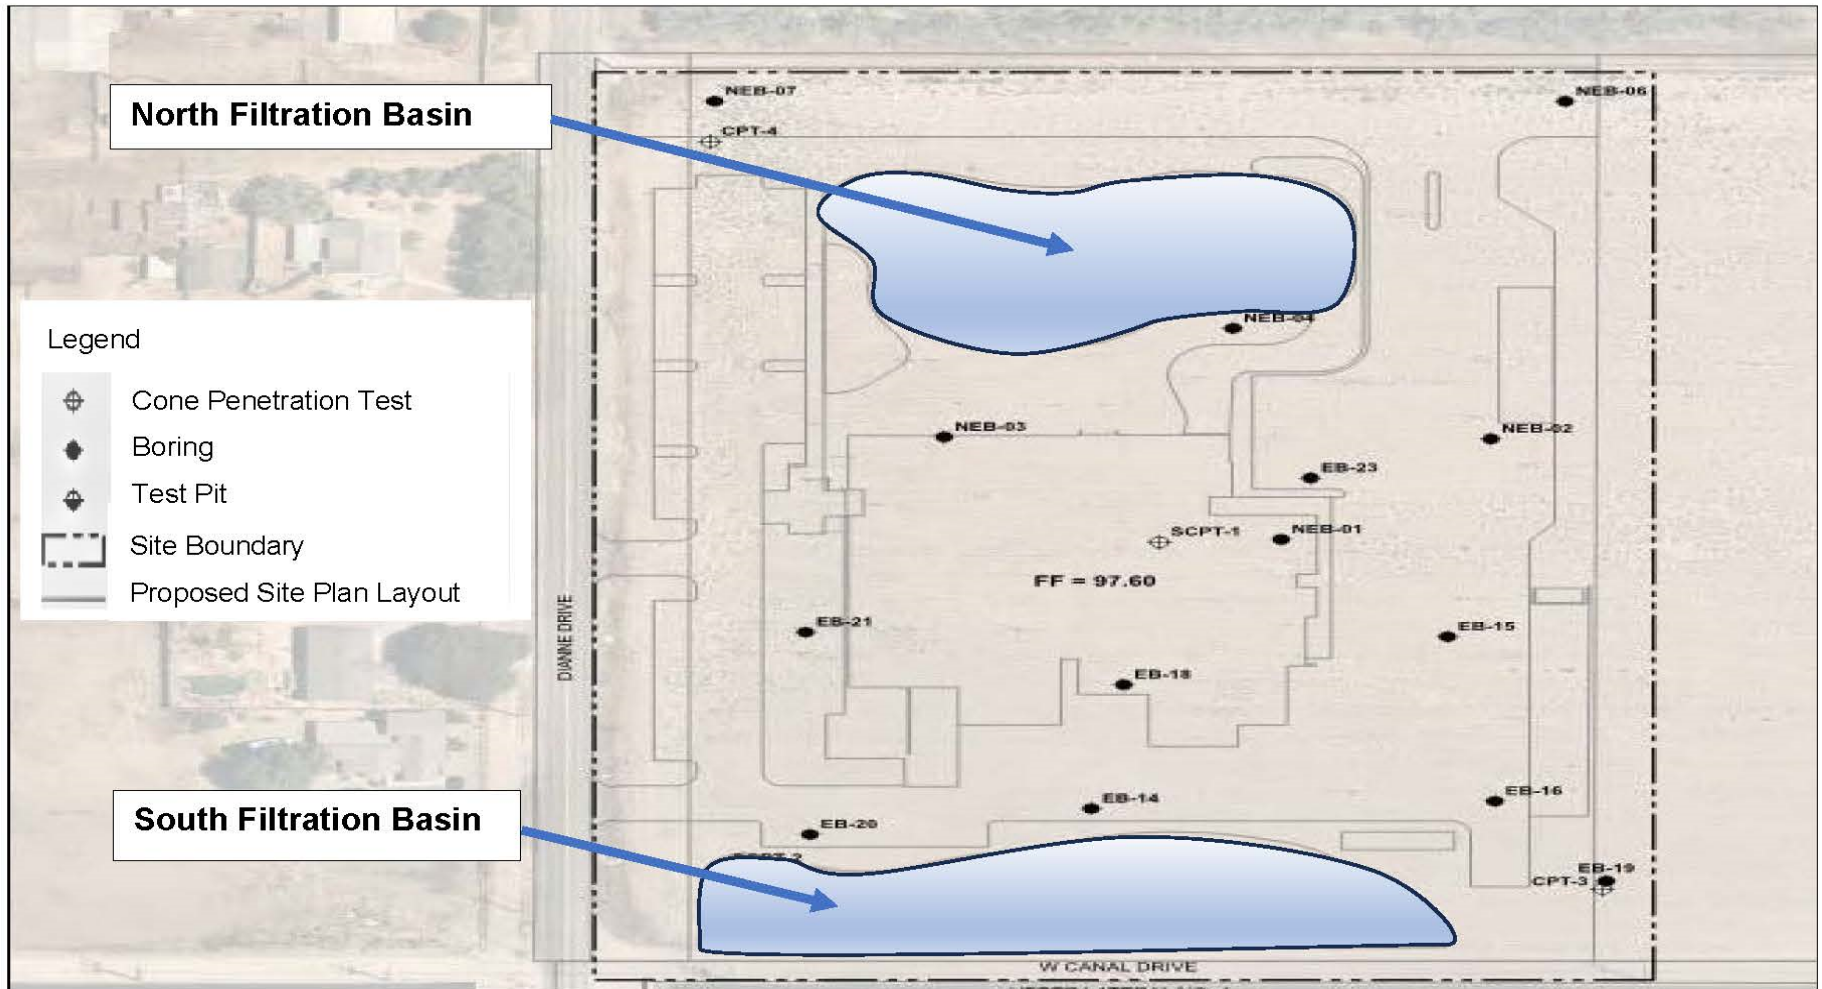 NEB-07
NEB-06
North Filtration Basin
CPT-4
NEB-04
Legend
Cone Penetration Test
Boring
Test Pit
Site Boundary
Proposed Site Plan Layout
NEB-03
NEB-02
EB-23
SCPT-1
NEB-01
FF = 97.60
DIANNE DRIVE
EB-21
EB-15
EB-18
EB-14
EB-16
South Filtration Basin
EB-20
EB-19
CPT-3
W CANAL DRIVE